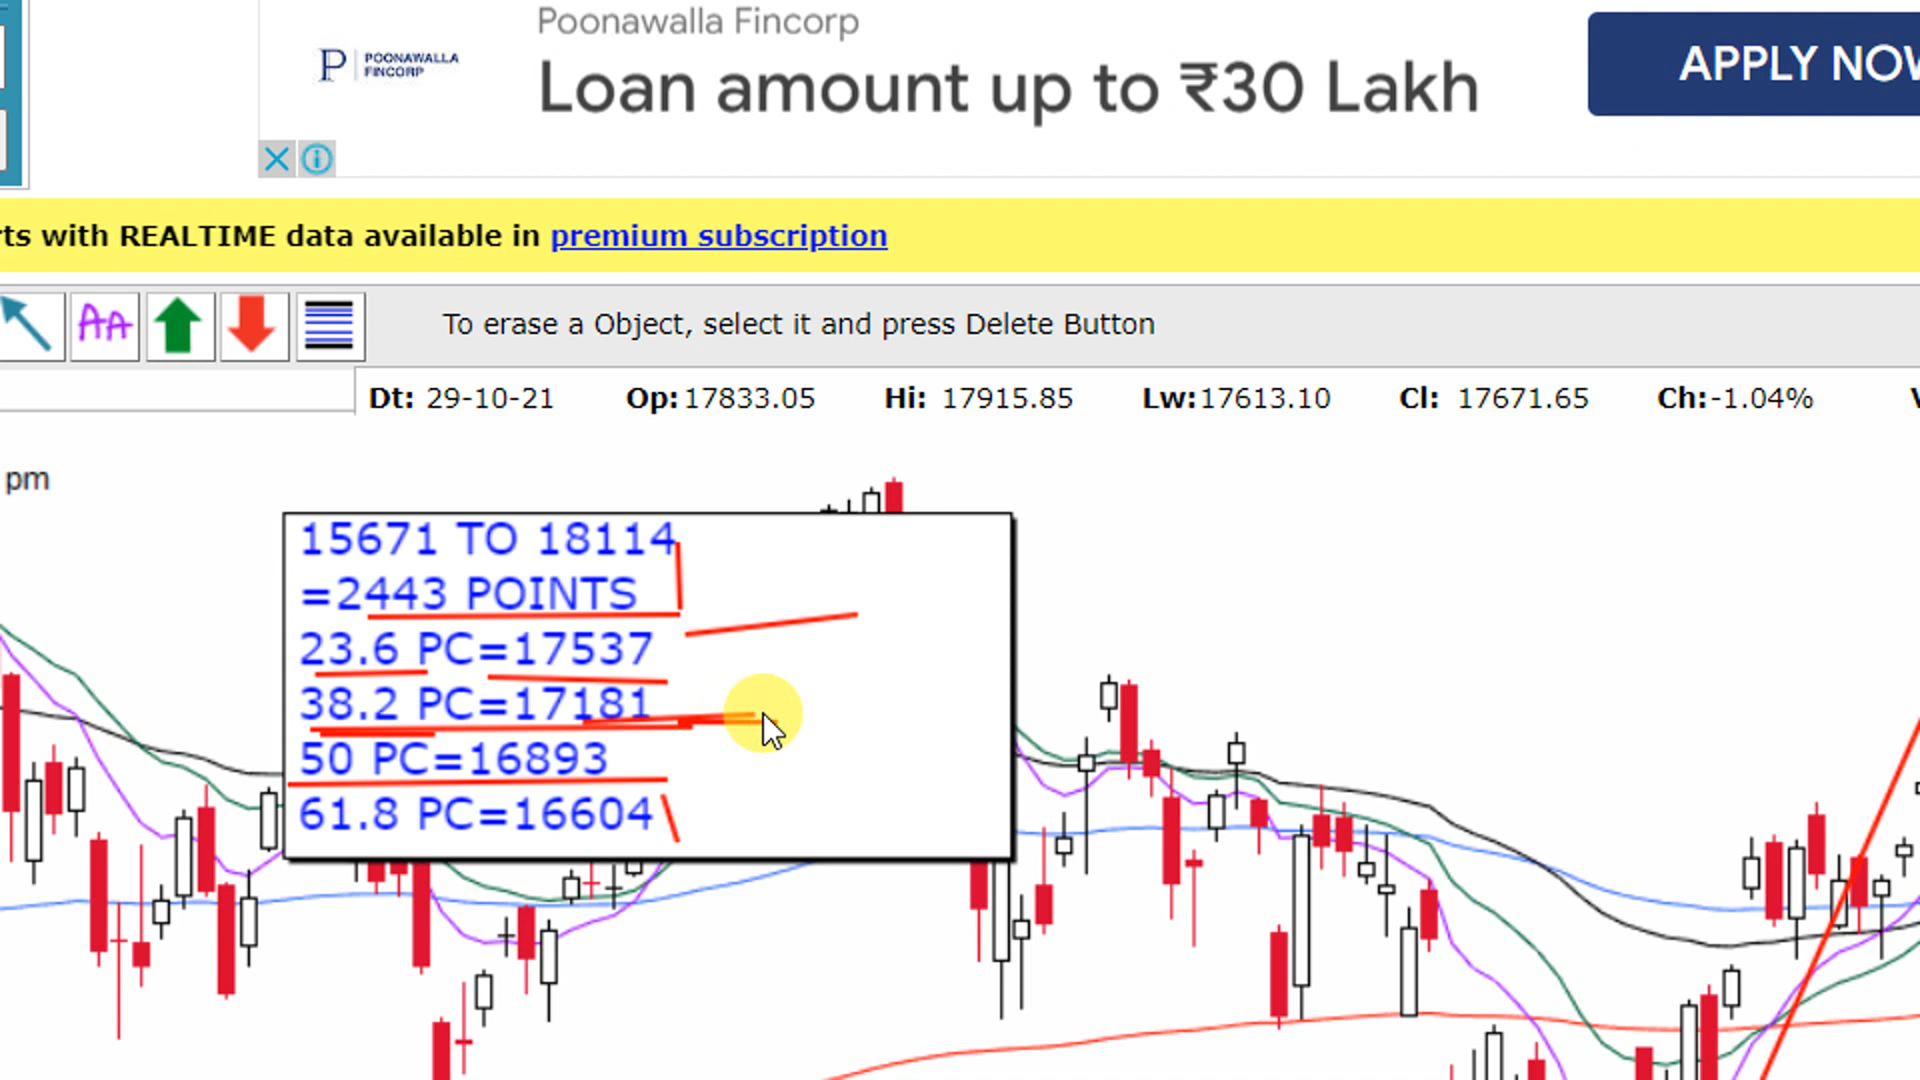 Poonawalla Fincorp
P POONAWALLA FINCORP
Loan amount up to ₹30 Lakh
APPLY NOW
rts with REALTIME data available in premium subscription
AA
To erase a Object, select it and press Delete Button
Dt: 29-10-21 Op:17833.05 Hi: 17915.85 Lw:17613.10 Cl: 17671.65 Ch:-1.04%
pm
15671 TO 18114
=2443 POINTS
23.6 PC=17537
38.2 PC=17181
50 PC=16893
61.8 PC=16604